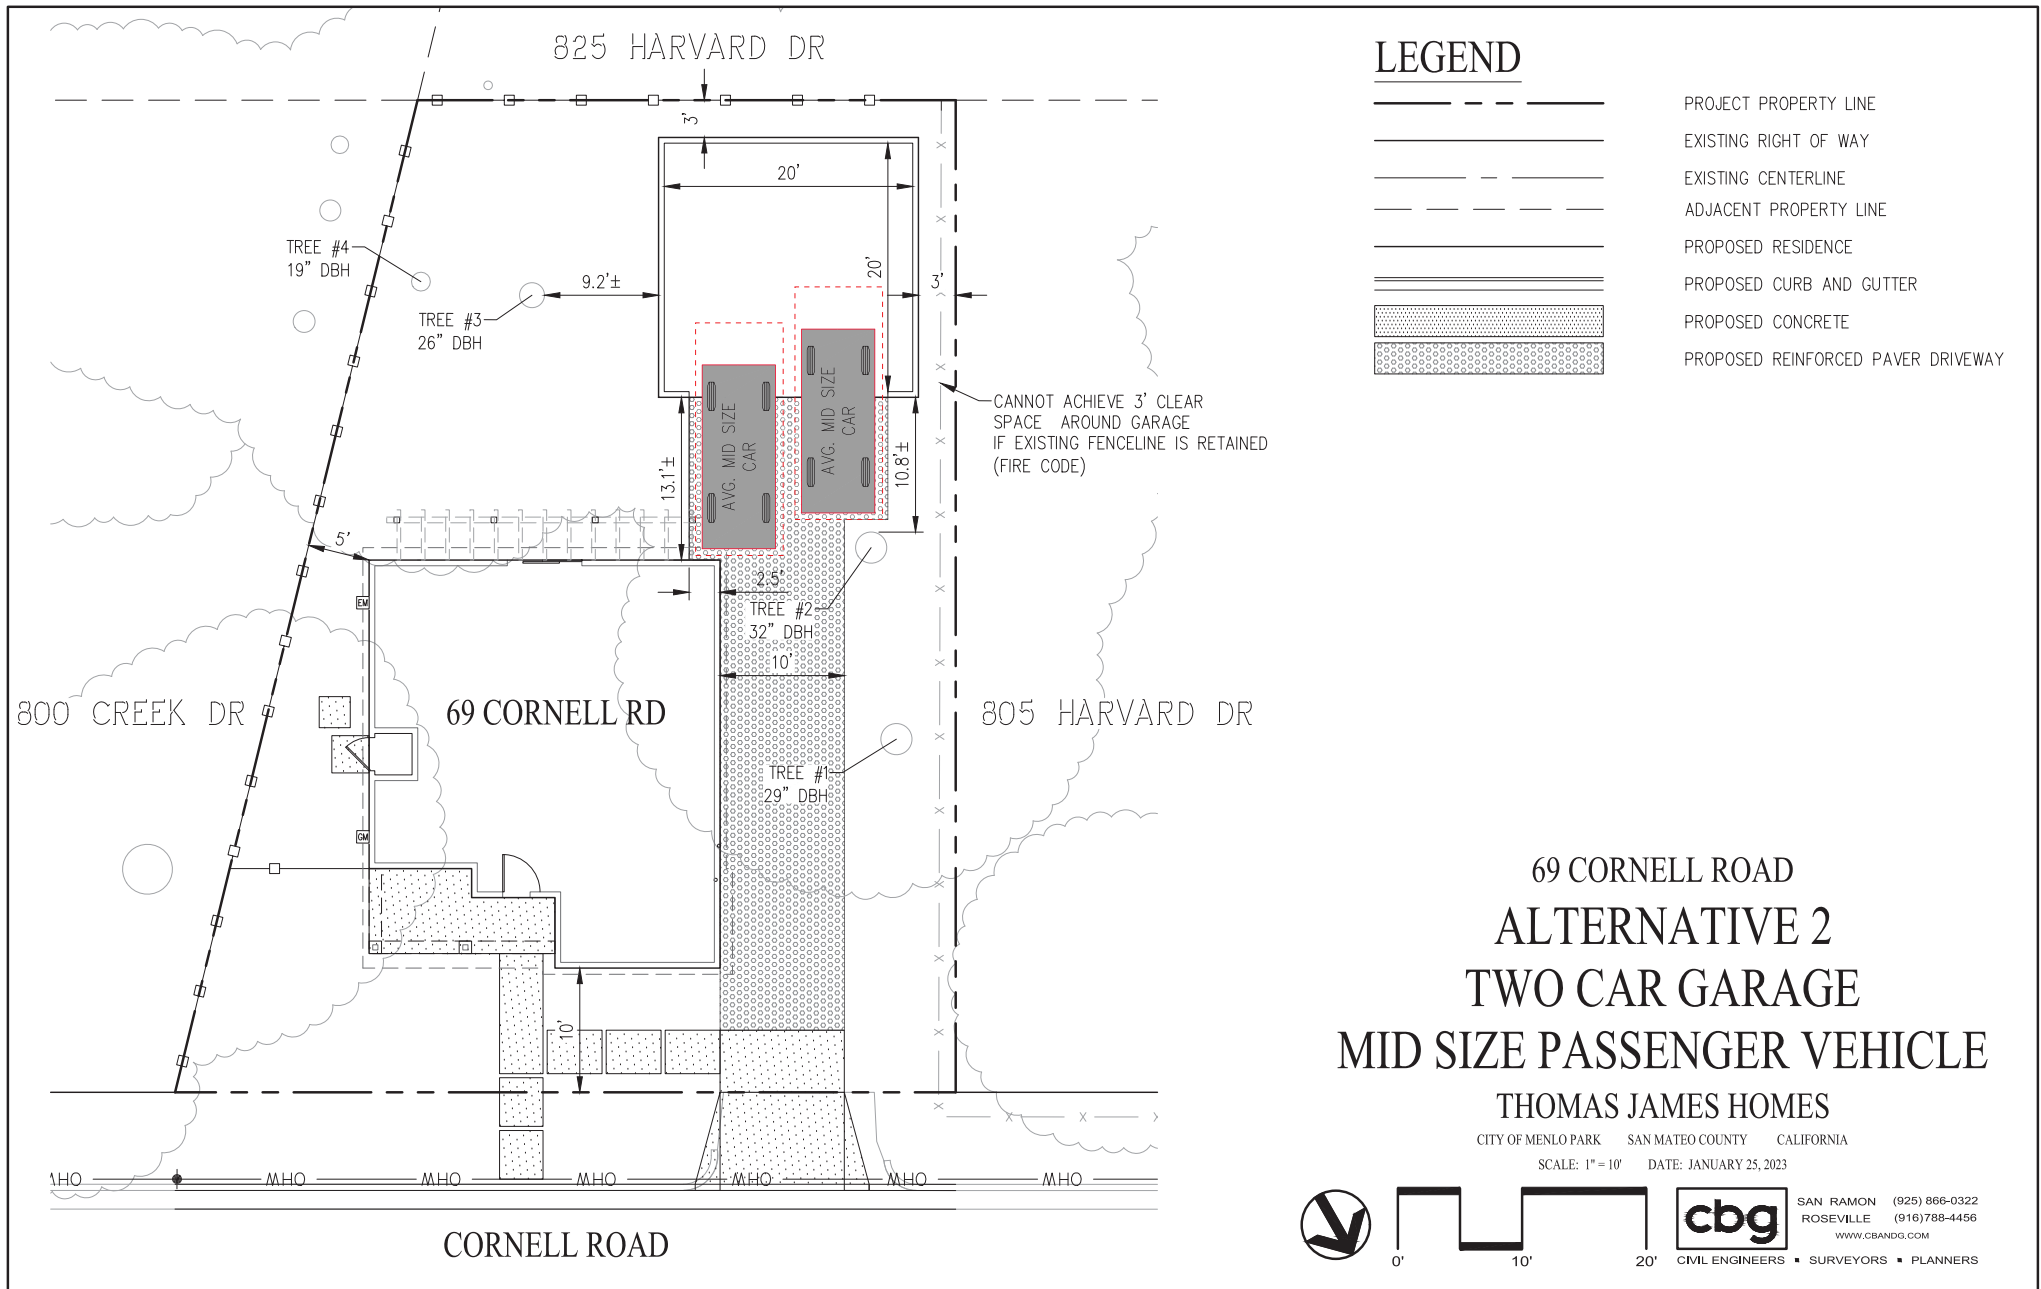 825 HARVARD DR
3'
20'
20'
3'
TREE #4
19" DBH
9.2'±
TREE #3
26" DBH
AVG. MID SIZE
CAR
AVG. MID SIZE
CAR
CANNOT ACHIEVE 3' CLEAR
SPACE AROUND GARAGE
IF EXISTING FENCELINE IS RETAINED
(FIRE CODE)
13.1'±
10.8'±
5'
2.5'
EM
TREE #2
32" DBH
10'
800 CREEK DR
69 CORNELL RD
805 HARVARD DR
TREE #1
29" DBH
GM
10'
OHW
OHW
OHW
OHW
OHW
OHW
OHW
CORNELL ROAD
LEGEND
PROJECT PROPERTY LINE
EXISTING RIGHT OF WAY
EXISTING CENTERLINE
ADJACENT PROPERTY LINE
PROPOSED RESIDENCE
PROPOSED CURB AND GUTTER
PROPOSED CONCRETE
PROPOSED REINFORCED PAVER DRIVEWAY
69 CORNELL ROAD
ALTERNATIVE 2
TWO CAR GARAGE
MID SIZE PASSENGER VEHICLE
THOMAS JAMES HOMES
CITY OF MENLO PARK SAN MATEO COUNTY CALIFORNIA
SCALE: 1" = 10' DATE: JANUARY 25, 2023
0' 10' 20'
cbg
SAN RAMON (925) 866-0322
ROSEVILLE (916)788-4456
WWW.CBANDG.COM
CIVIL ENGINEERS ▪ SURVEYORS ▪ PLANNERS